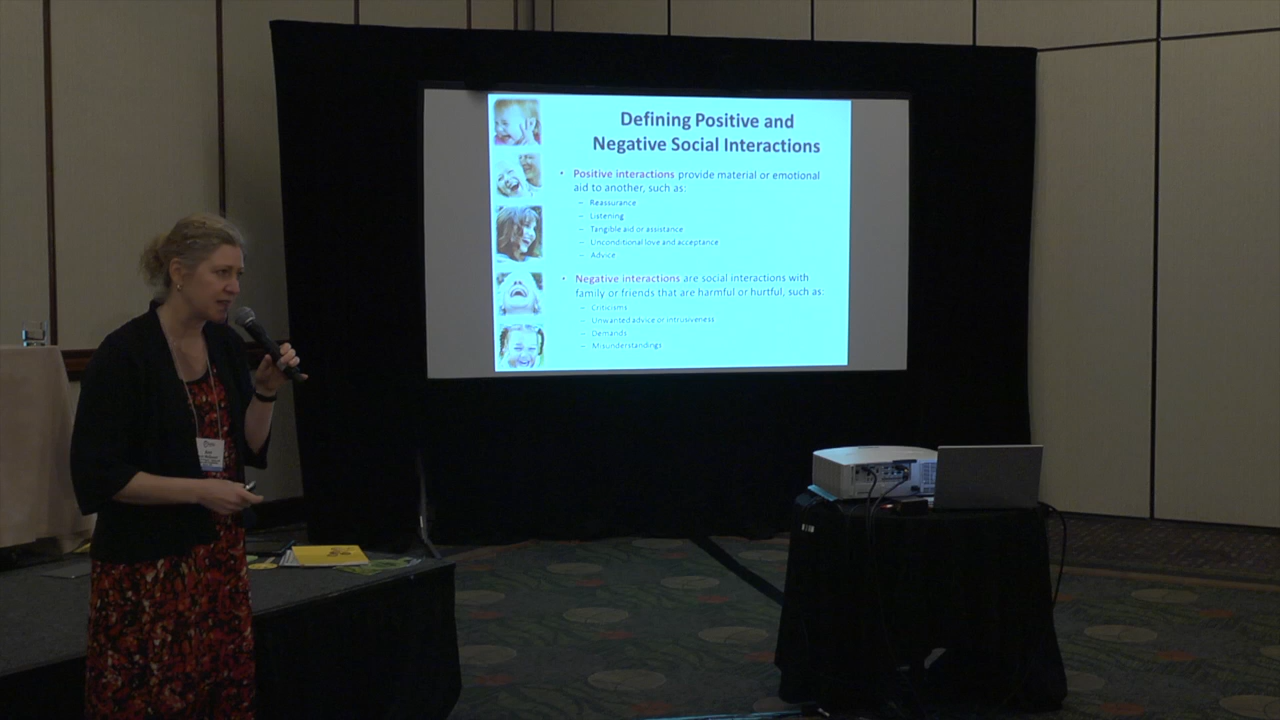 Defining Positive and
Negative Social Interactions
• Positive interactions provide material or emotional
aid to another, such as:
– Reassurance
– Listening
– Tangible aid or assistance
– Unconditional love and acceptance
– Advice
• Negative interactions are social interactions with
family or friends that are harmful or hurtful, such as:
– Criticisms
– Unwanted advice or intrusiveness
– Demands
– Misunderstandings